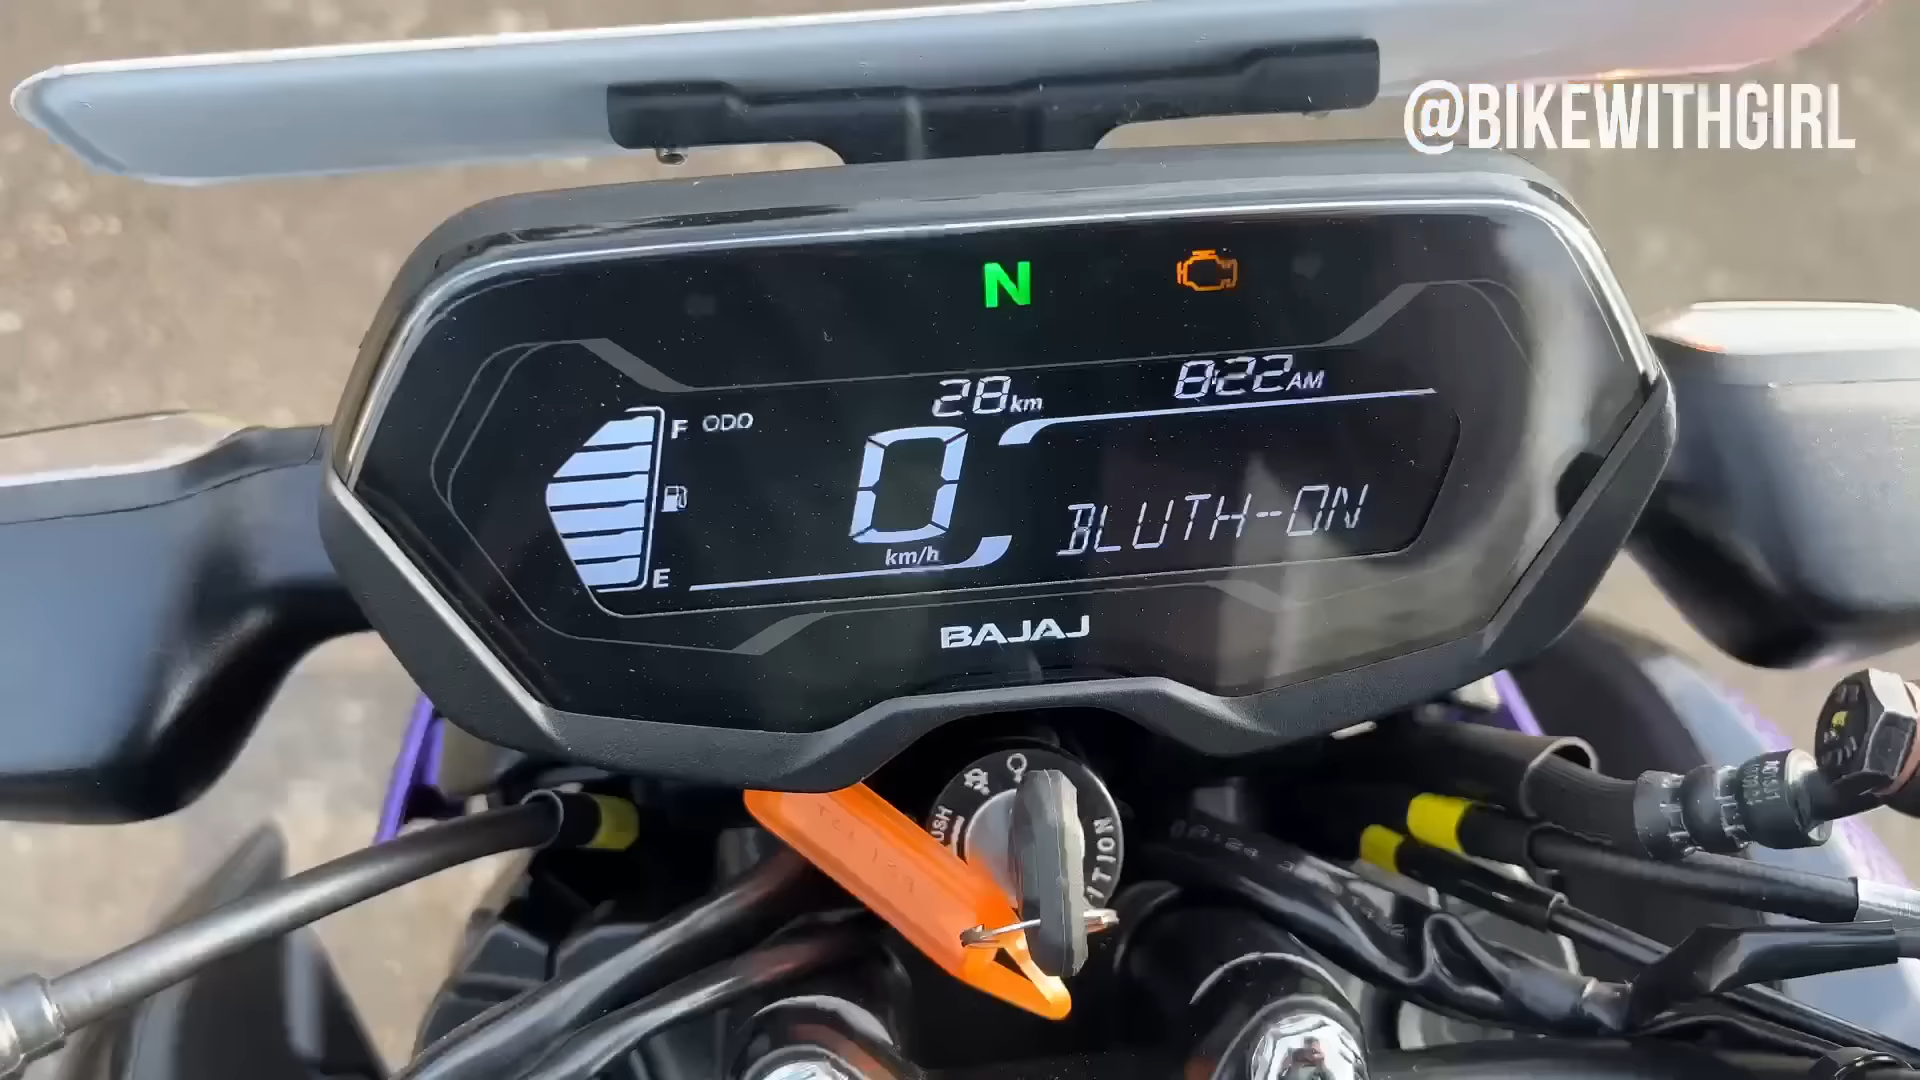 @BIKEWITHGIRL
N
28km
8:22AM
F ODO
0
km/h
BLUTH-ON
E
BAJAJ